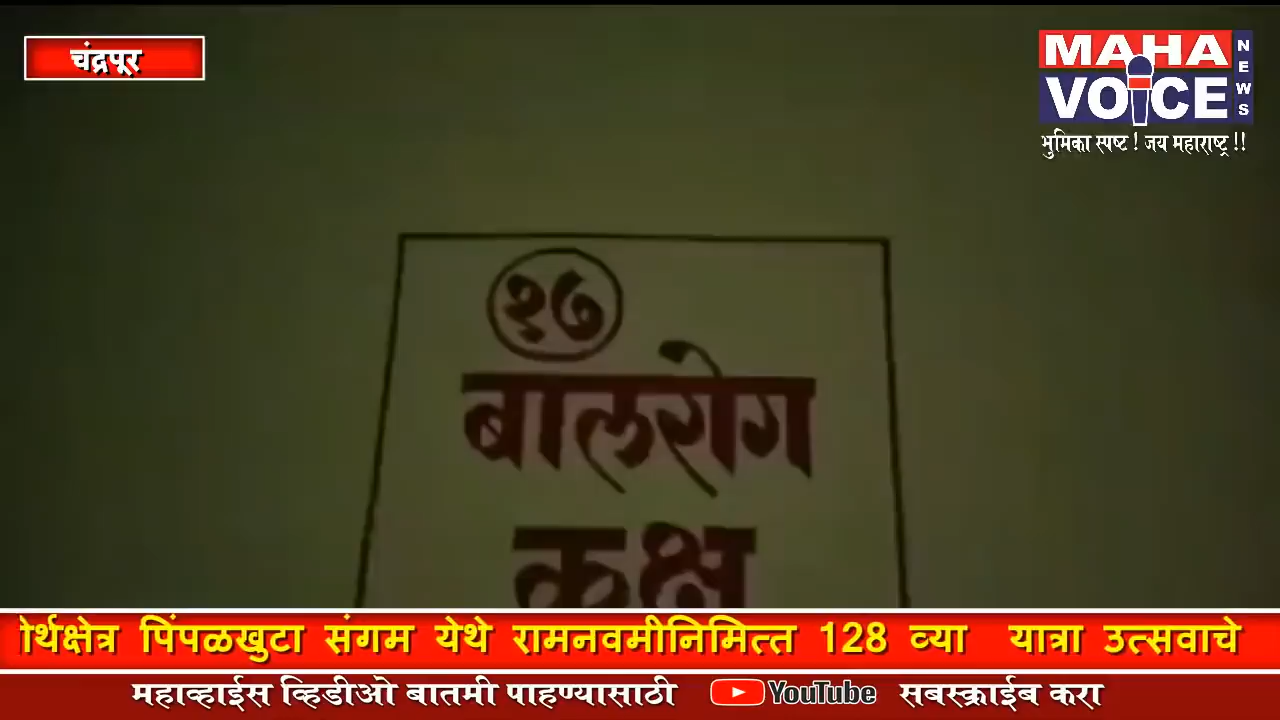 चंद्रपूर
MAHA
VOICE
NEWS
भुमिका स्पष्ट ! जय महाराष्ट्र !!
१७
बालरोग
कक्ष
र्थक्षेत्र पिंपळखुटा संगम येथे रामनवमीनिमित्त 128 व्या यात्रा उत्सवाचे
महाव्हाईस व्हिडीओ बातमी पाहण्यासाठी YouTube सबस्क्राईब करा